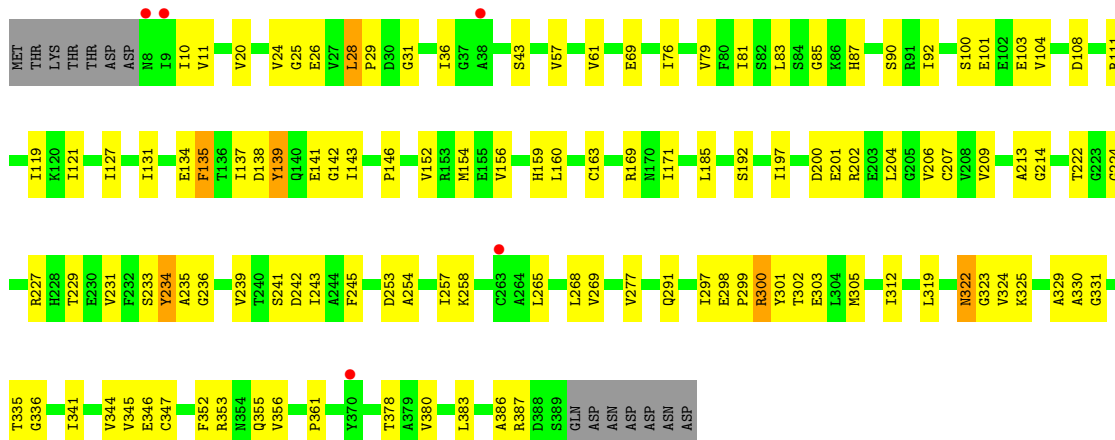 MET THR LYS THR THR ASP ASP N8 I9 I10 V11 V20 V24 G25 E26 V27 L28 P29 D30 G31 I36 G37 A38 S43 V57 V61 E69 I76 V79 F80 I81 S82 L83 S84 G85 K86 H87 S90 R91 I92 S100 E101 E102 E103 V104 D108
I119 K120 I121 I127 I131 E134 F135 T136 I137 D138 Y139 Q140 E141 G142 I143 P146 V152 R153 M154 E155 V156 H159 L160 C163 R169 N170 I171 L185 S192 I197 D200 E201 R202 E203 L204 G205 V206 C207 V208 V209 A213 G214 T222 G223
R227 H228 T229 E230 V231 F232 S233 Y234 A235 G236 V239 T240 S241 D242 I243 A244 F245 D253 A254 I257 K258 C263 A264 L265 L268 V269 V277 Q291 I297 E298 P299 R300 Y301 T302 E303 L304 M305 I312 L319 N322 G323 V324 K325 A329 A330 G331
T335 G336 I341 V344 V345 E346 C347 F352 R353 N354 Q355 V356 P361 Y370 T378 A379 V380 L383 A386 R387 D388 S389 GLN ASP ASN ASP ASP ASN ASP